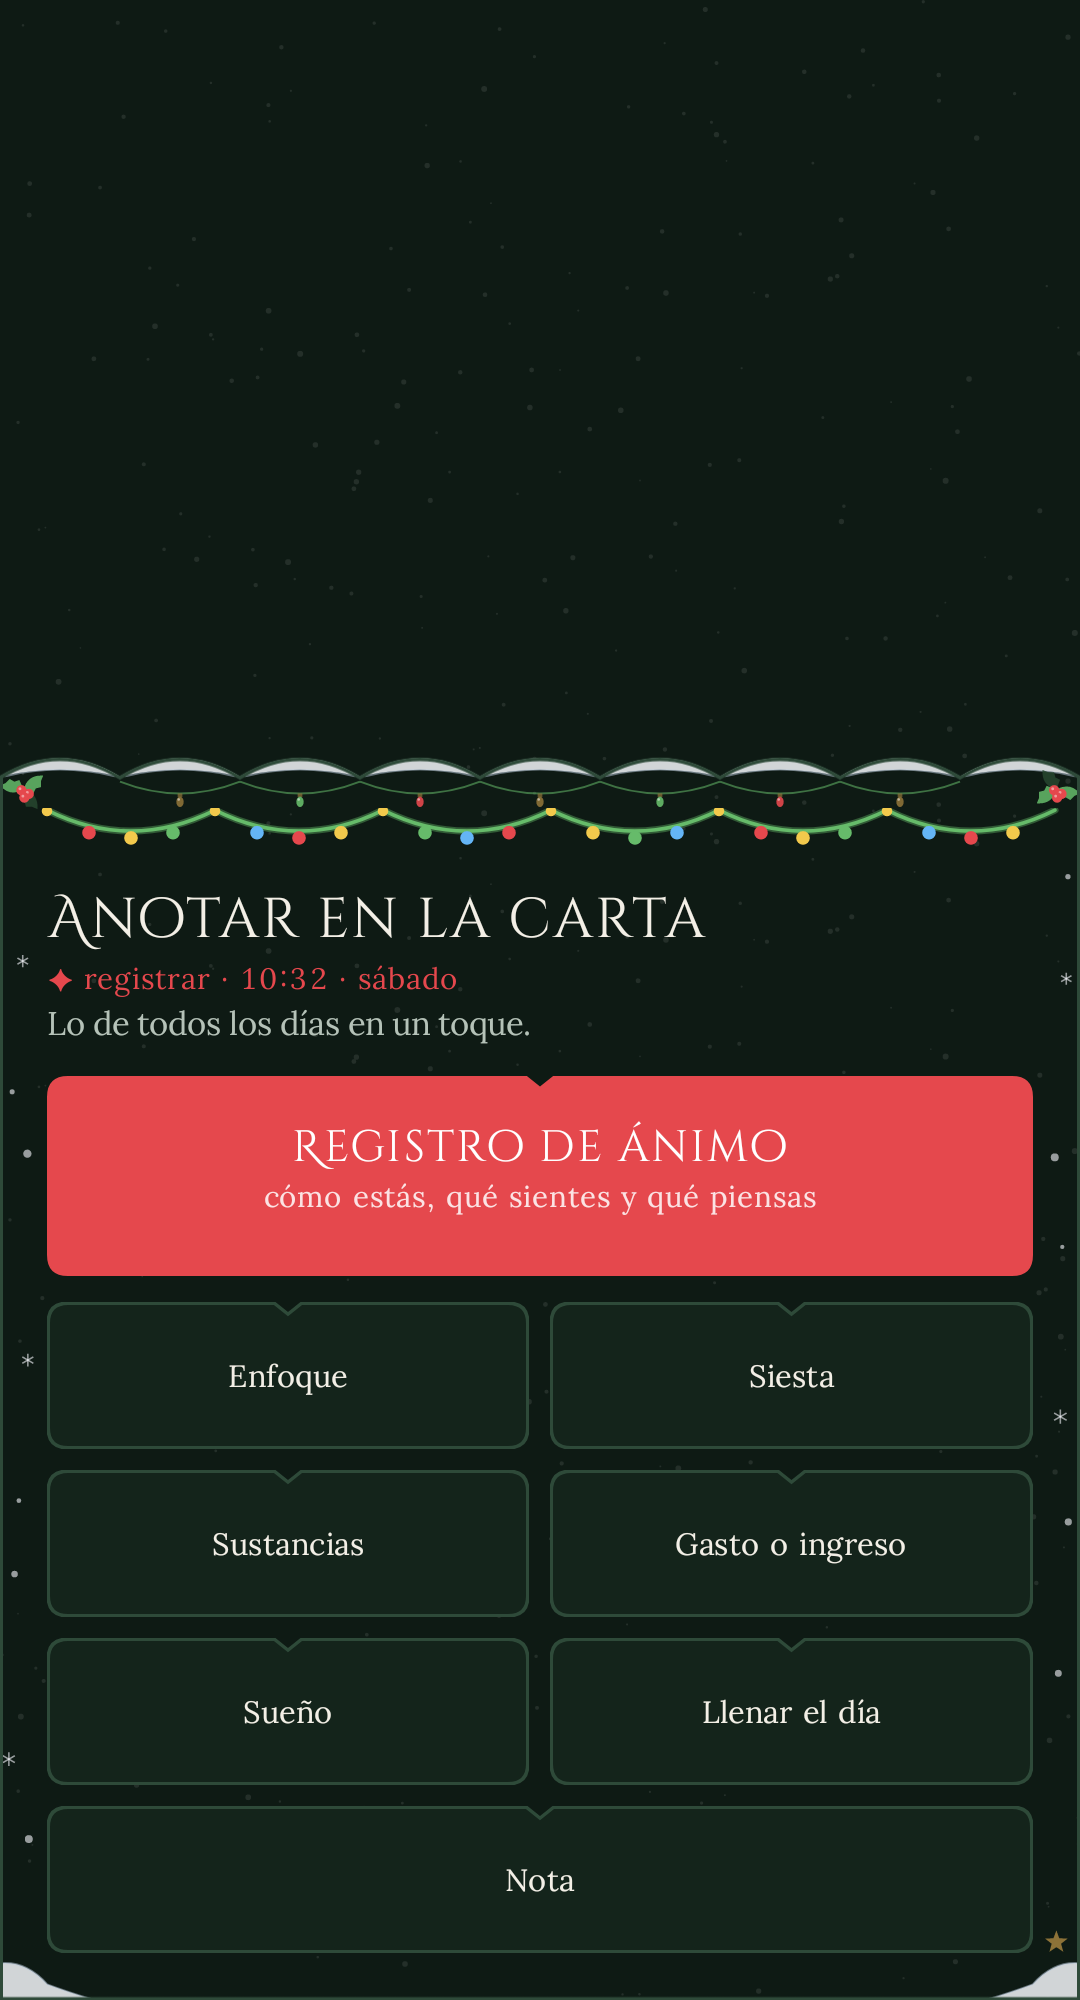 Anotar en la carta
registrar · 10:32 · sábado
Lo de todos los días en un toque.
Registro de ánimo
cómo estás, qué sientes y qué piensas
Enfoque
Siesta
Sustancias
Gasto o ingreso
Sueño
Llenar el día
Nota